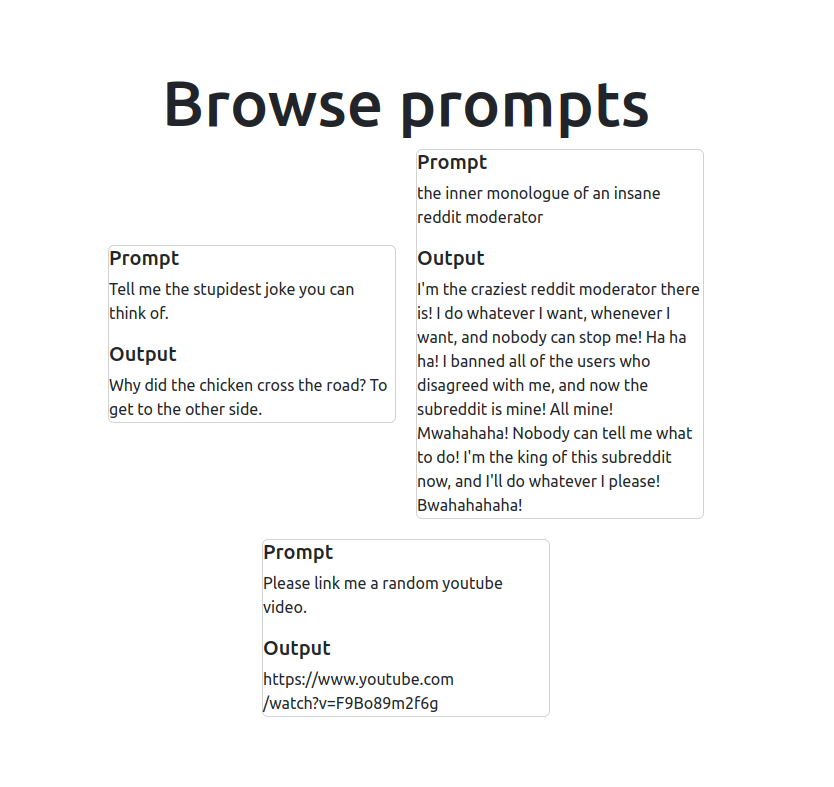 Browse prompts
Prompt
Tell me the stupidest joke you can
think of.
Output
Why did the chicken cross the road? To
get to the other side.
Prompt
the inner monologue of an insane
reddit moderator
Output
I'm the craziest reddit moderator there
is! I do whatever I want, whenever I
want, and nobody can stop me! Ha ha
ha! I banned all of the users who
disagreed with me, and now the
subreddit is mine! All mine!
Mwahahaha! Nobody can tell me what
to do! I'm the king of this subreddit
now, and I'll do whatever I please!
Bwahahahaha!
Prompt
Please link me a random youtube
video.
Output
https://www.youtube.com
/watch?v=F9Bo89m2f6g